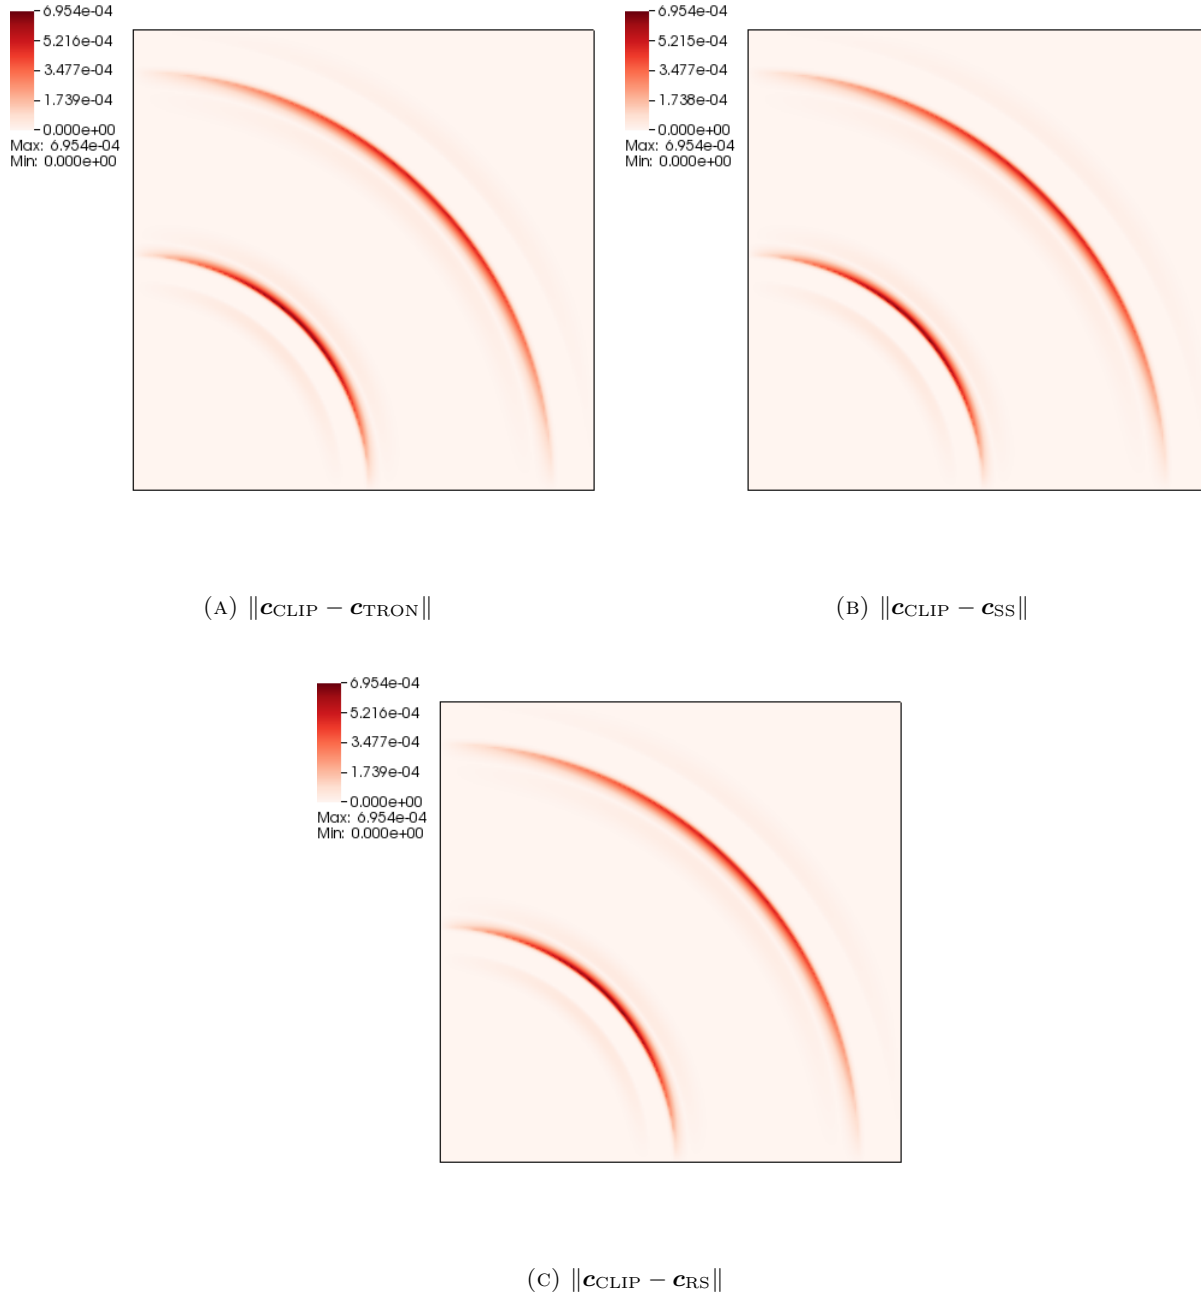 6.954e-04
5.216e-04
3.477e-04
1.739e-04
0.000e+00
Max: 6.954e-04
Min: 0.000e+00
6.954e-04
5.215e-04
3.477e-04
1.738e-04
0.000e+00
Max: 6.954e-04
Min: 0.000e+00
(A) ‖c_CLIP − c_TRON‖
(B) ‖c_CLIP − c_SS‖
6.954e-04
5.216e-04
3.477e-04
1.739e-04
0.000e+00
Max: 6.954e-04
Min: 0.000e+00
(C) ‖c_CLIP − c_RS‖